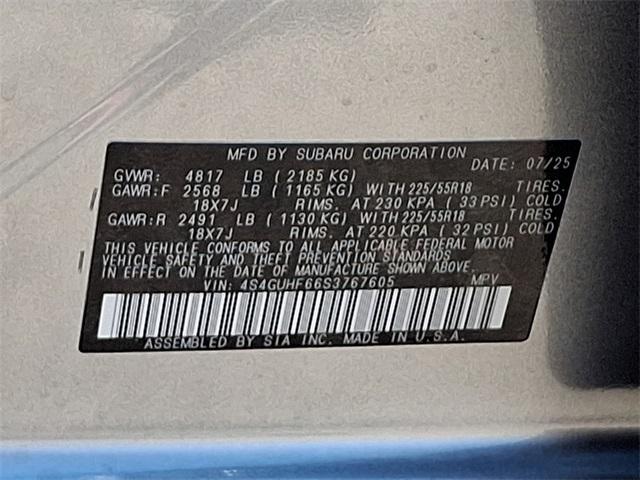 MFD BY SUBARU CORPORATION
DATE: 07/25
GVWR: 4817 LB (2185 KG)
GAWR:F 2568 LB (1165 KG) WITH 225/55R18 TIRES.
18X7J RIMS. AT 230 KPA (33 PSI) COLD
GAWR:R 2491 LB (1130 KG) WITH 225/55R18 TIRES.
18X7J RIMS. AT 220 KPA (32 PSI) COLD
THIS VEHICLE CONFORMS TO ALL APPLICABLE FEDERAL MOTOR
VEHICLE SAFETY AND THEFT PREVENTION STANDARDS
IN EFFECT ON THE DATE OF MANUFACTURE SHOWN ABOVE.
VIN: 4S4GUHF66S3767605 MPV
ASSEMBLED BY SIA INC. MADE IN U.S.A.